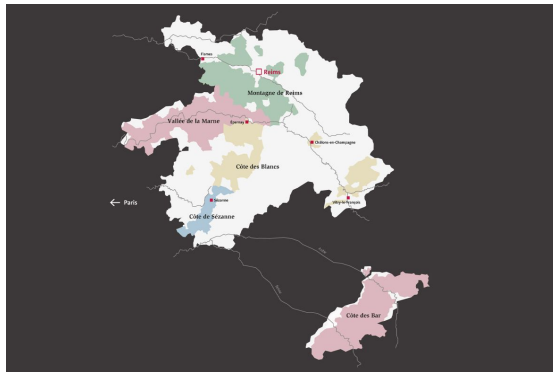 Fismes
Reims
Montagne de Reims
Vallée de la Marne
Épernay
Châlons-en-Champagne
Côte des Blancs
Paris
Sézanne
Vitry-le-François
Côte de Sézanne
Côte des Bar